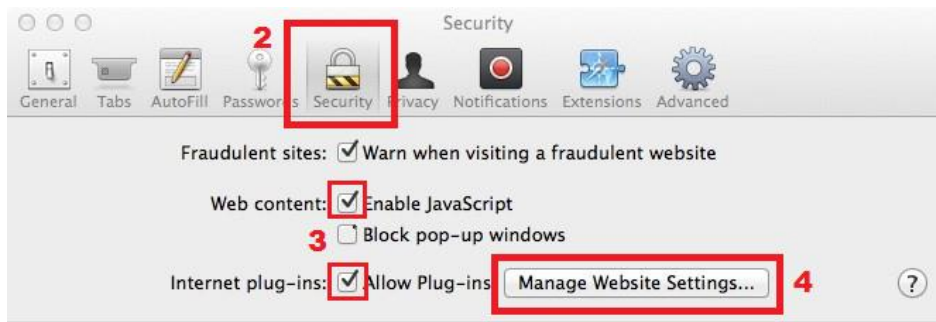 Security
2
General Tabs AutoFill Passwords Security Privacy Notifications Extensions Advanced
Fraudulent sites: Warn when visiting a fraudulent website
Web content: Enable JavaScript
3 Block pop-up windows
Internet plug-ins: Allow Plug-ins Manage Website Settings... 4 ?